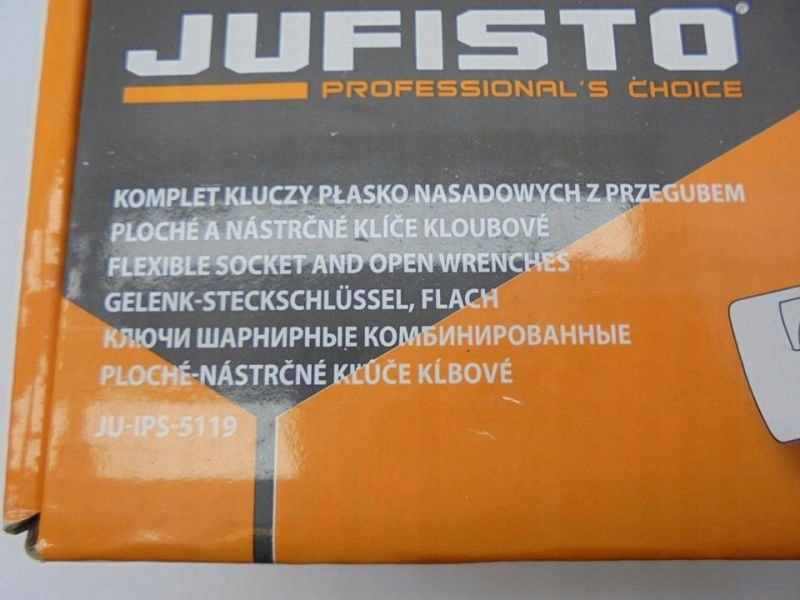 JUFISTO®
PROFESSIONAL'S CHOICE
KOMPLET KLUCZY PŁASKO NASADOWYCH Z PRZEGUBEM
PLOCHÉ A NÁSTRČNÉ KLÍČE KLOUBOVÉ
FLEXIBLE SOCKET AND OPEN WRENCHES
GELENK-STECKSCHLÜSSEL, FLACH
КЛЮЧИ ШАРНИРНЫЕ КОМБИНИРОВАННЫЕ
PLOCHÉ-NÁSTRČNÉ KĽÚČE KĹBOVÉ
JU-IPS-5119